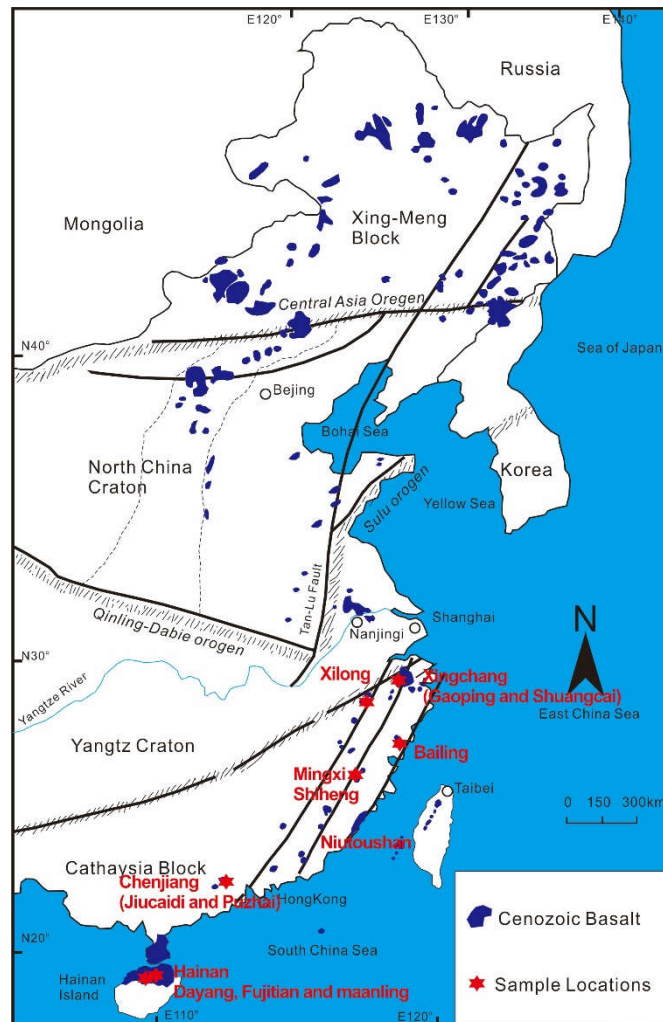 E120°
E130°
E140°
Russia
Mongolia
Xing-Meng
Block
Central Asia Oregen
N40°
Sea of Japan
Bejing
Bohai Sea
North China
Craton
Korea
Sulu orogen
Yellow Sea
Tan-Lu Fault
Qinling-Dabie orogen
Shanghai
Nanjingi
N
N30°
Xilong
Xingchang
(Gaoping and Shuangcai)
East China Sea
Yangtze River
Yangtz Craton
Bailing
Mingxi
Shiheng
Taibei
0 150 300km
Niutoushan
Cathaysia Block
Chenjiang
(Jiucaidi and Puzhai)
HongKong
Cenozoic Basalt
N20°
South China Sea
Hainan
Island
Hainan
Dayang, Fujitian and maanling
Sample Locations
E110°
E120°